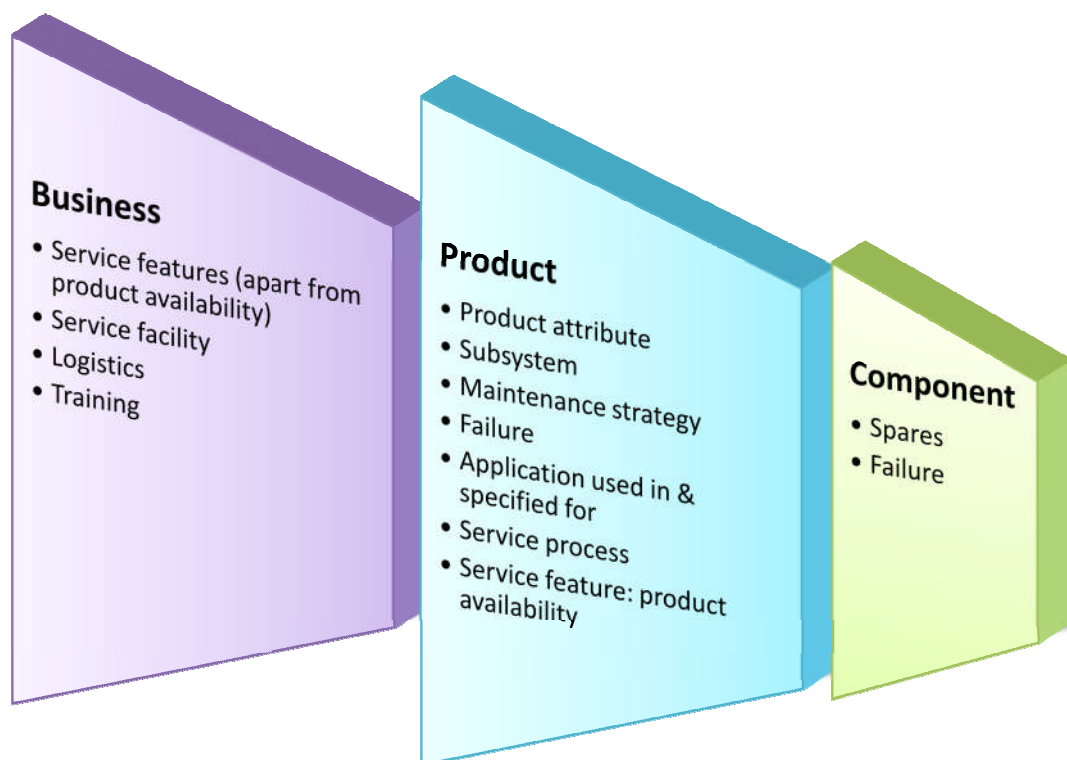 Business
• Service features (apart from
product availability)
• Service facility
• Logistics
• Training
Product
• Product attribute
• Subsystem
• Maintenance strategy
• Failure
• Application used in &
specified for
• Service process
• Service feature: product
availability
Component
• Spares
• Failure